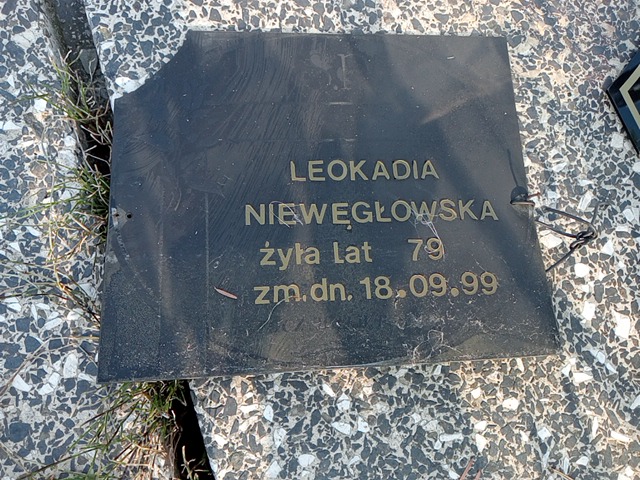 LEOKADIA
NIEWĘGŁOWSKA
żyła Lat 79
zm.dn. 18.09.99